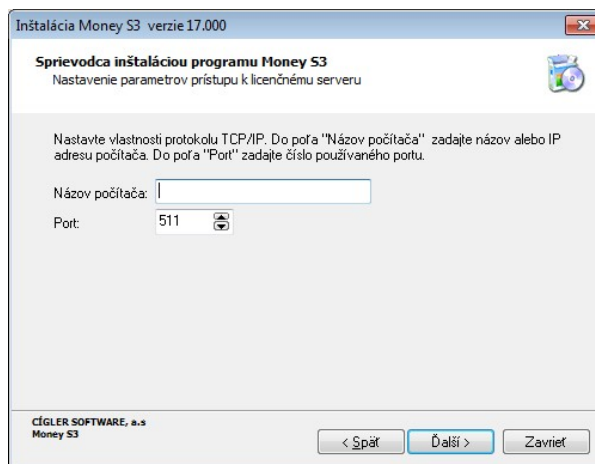 Inštalácia Money S3 verzie 17.000
Sprievodca inštaláciou programu Money S3
Nastavenie parametrov prístupu k licenčnému serveru
Nastavte vlastnosti protokolu TCP/IP. Do poľa "Názov počítača" zadajte názov alebo IP
adresu počítača. Do poľa "Port" zadajte číslo používaného portu.
Názov počítača:
Port: 511
CÍGLER SOFTWARE, a.s
Money S3
< Späť Ďalší > Zavrieť